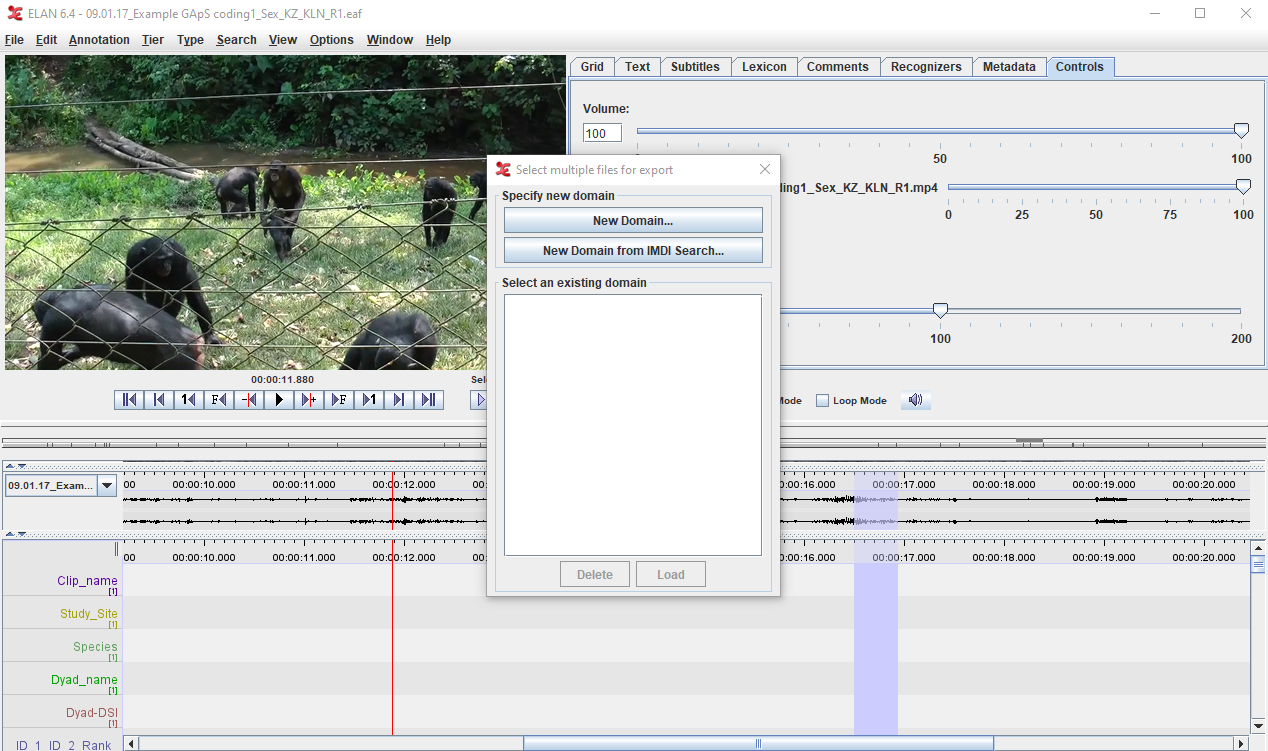 ELAN 6.4 - 09.01.17_Example GApS coding1_Sex_KZ_KLN_R1.eaf
File Edit Annotation Tier Type Search View Options Window Help
Grid Text Subtitles Lexicon Comments Recognizers Metadata Controls
Volume:
100
50 100
ding1_Sex_KZ_KLN_R1.mp4
0 25 50 75 100
100 200
Select multiple files for export
Specify new domain
New Domain...
New Domain from IMDI Search...
Select an existing domain
Delete Load
00:00:11.880
Sele
Mode Loop Mode
09.01.17_Exam...
00 00:00:10.000 00:00:11.000 00:00:12.000 0:00:16.000 00:00:17.000 00:00:18.000 00:00:19.000 00:00:20.000
00 00:00:10.000 00:00:11.000 00:00:12.000 0:00:16.000 00:00:17.000 00:00:18.000 00:00:19.000 00:00:20.000
Clip_name
[1]
Study_Site
[1]
Species
[1]
Dyad_name
[1]
Dyad-DSI
[1]
ID_1_ID_2_Rank